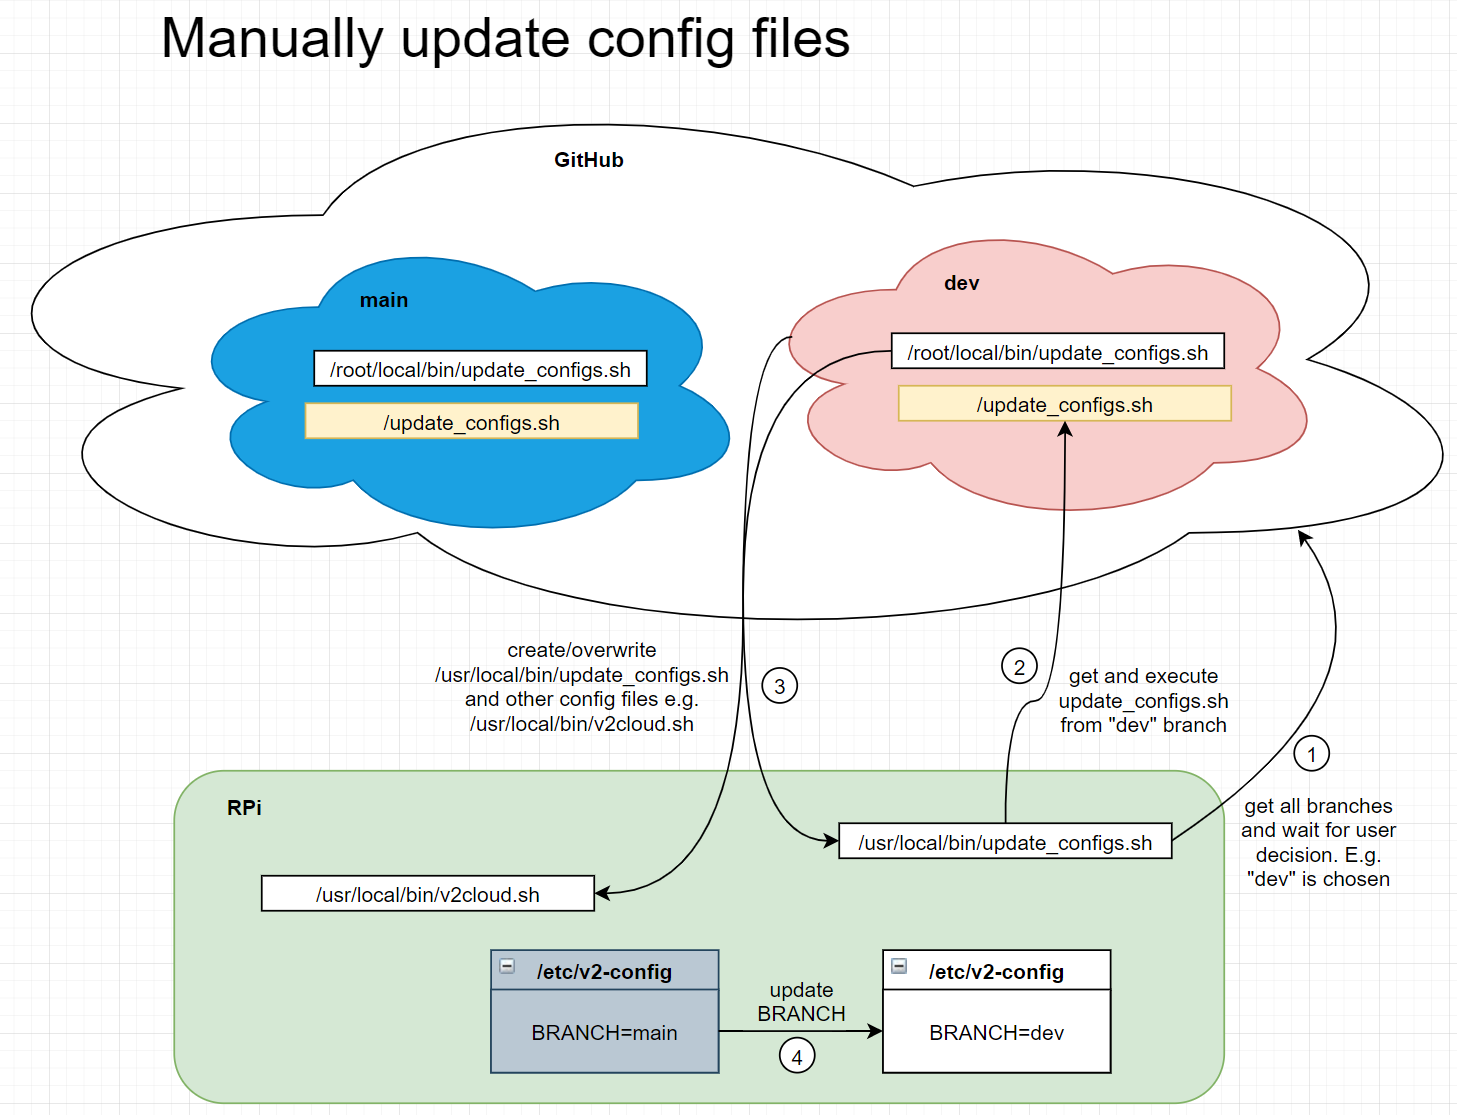 Manually update config files
GitHub
main
/root/local/bin/update_configs.sh
/update_configs.sh
dev
/root/local/bin/update_configs.sh
/update_configs.sh
create/overwrite
/usr/local/bin/update_configs.sh
and other config files e.g.
/usr/local/bin/v2cloud.sh
3
2
get and execute
update_configs.sh
from "dev" branch
1
get all branches
and wait for user
decision. E.g.
"dev" is chosen
RPi
/usr/local/bin/update_configs.sh
/usr/local/bin/v2cloud.sh
/etc/v2-config
BRANCH=main
update
BRANCH
4
/etc/v2-config
BRANCH=dev